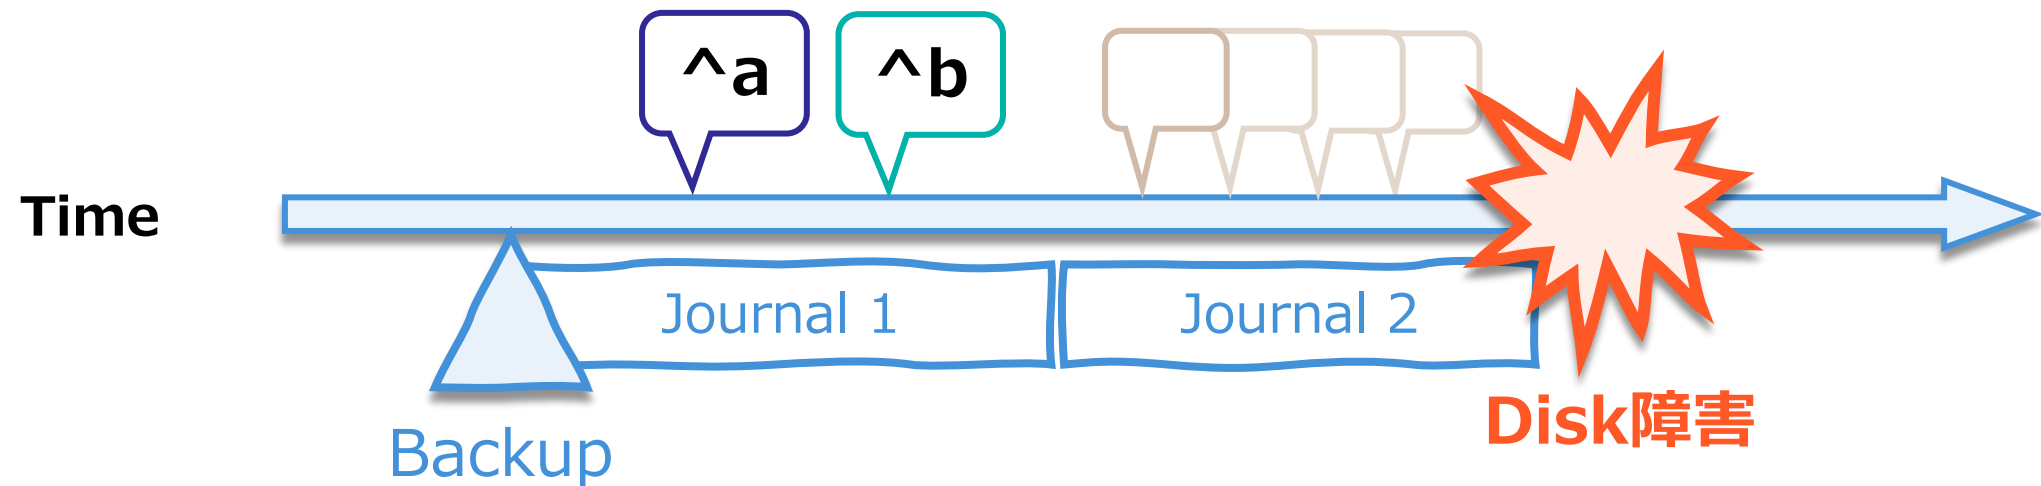 ^a
^b
Time
Journal 1
Journal 2
Disk障害
Backup